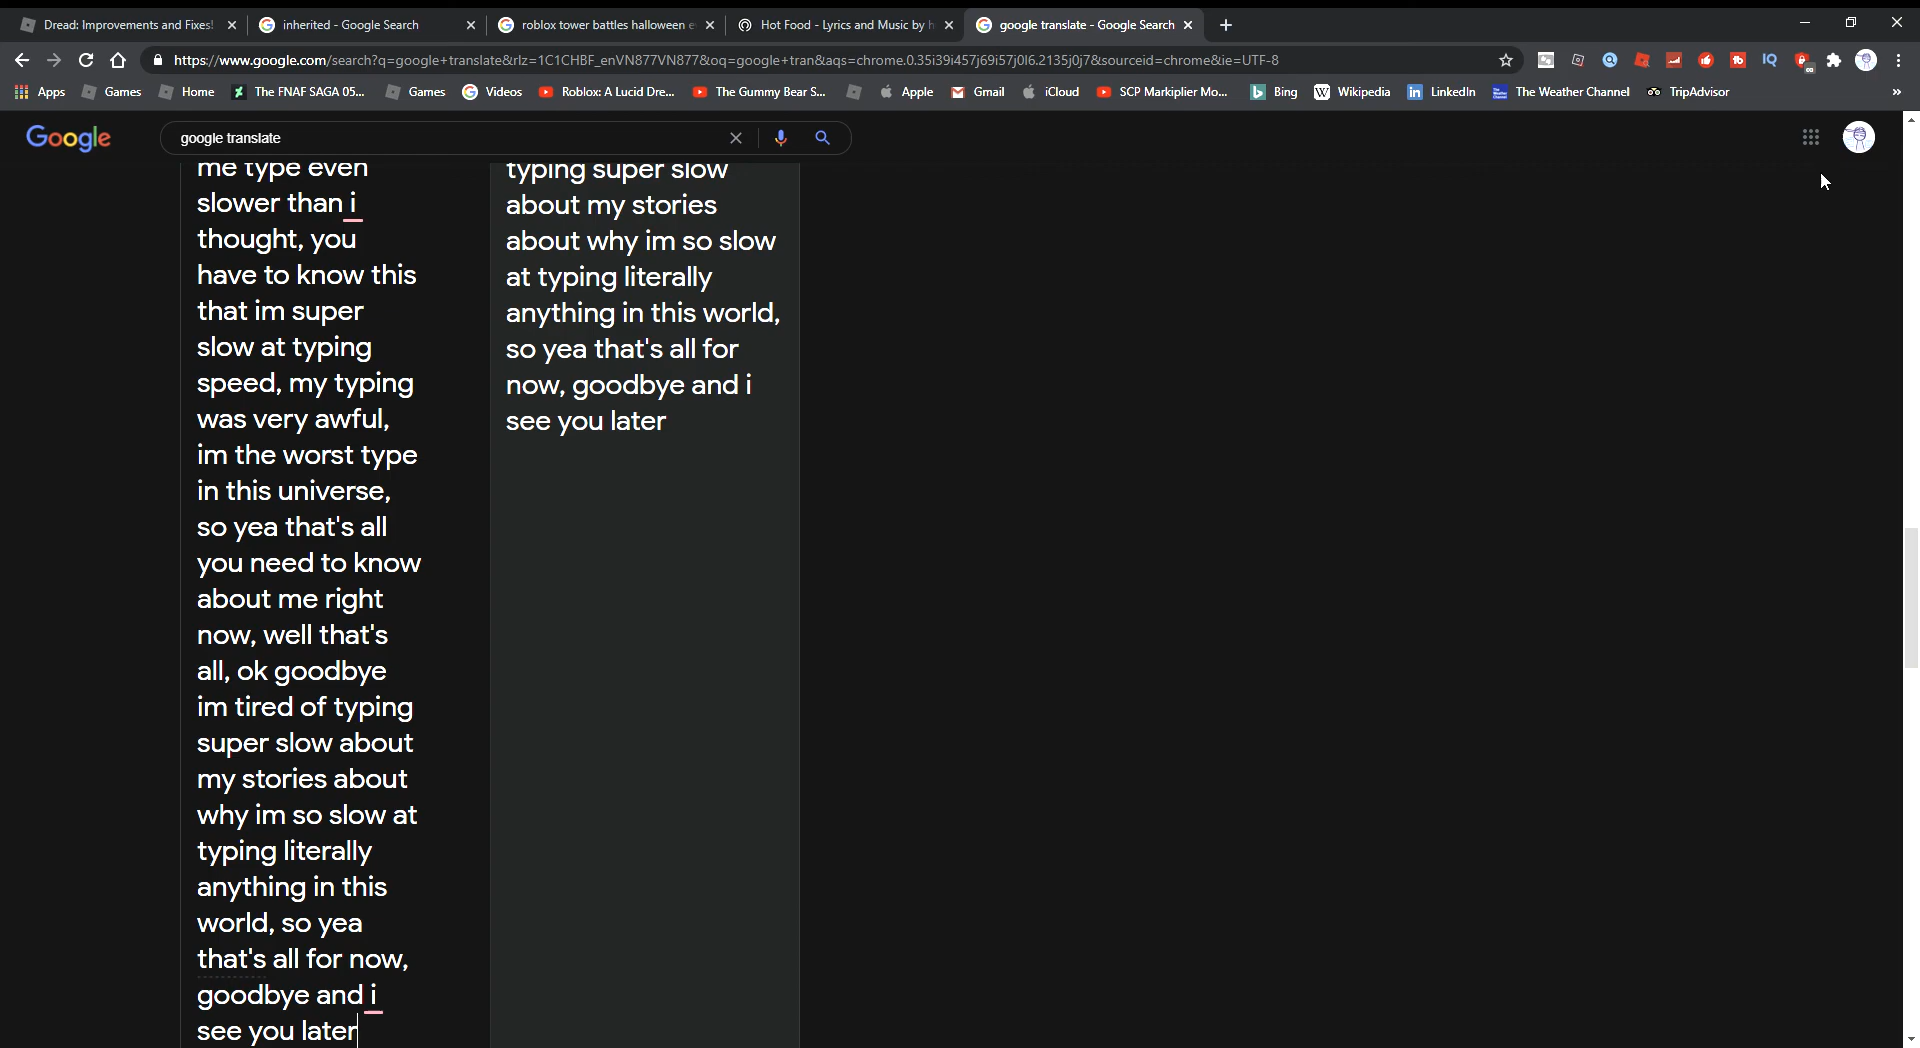 Dread: Improvements and Fixes!
inherited - Google Search
roblox tower battles halloween e
Hot Food - Lyrics and Music by h
google translate - Google Search
https://www.google.com/search?q=google+translate&rlz=1C1CHBF_enVN877VN877&oq=google+tran&aqs=chrome.0.35i39i457j69i57j0l6.2135j0j7&sourceid=chrome&ie=UTF-8
Apps
Games
Home
The FNAF SAGA 05...
Games
Videos
Roblox: A Lucid Dre...
The Gummy Bear S...
Apple
Gmail
iCloud
SCP Markiplier Mo...
Bing
Wikipedia
LinkedIn
The Weather Channel
TripAdvisor
Google
google translate
me type even
slower than i
thought, you
have to know this
that im super
slow at typing
speed, my typing
was very awful,
im the worst type
in this universe,
so yea that's all
you need to know
about me right
now, well that's
all, ok goodbye
im tired of typing
super slow about
my stories about
why im so slow at
typing literally
anything in this
world, so yea
that's all for now,
goodbye and i
see you later
typing super slow
about my stories
about why im so slow
at typing literally
anything in this world,
so yea that's all for
now, goodbye and i
see you later